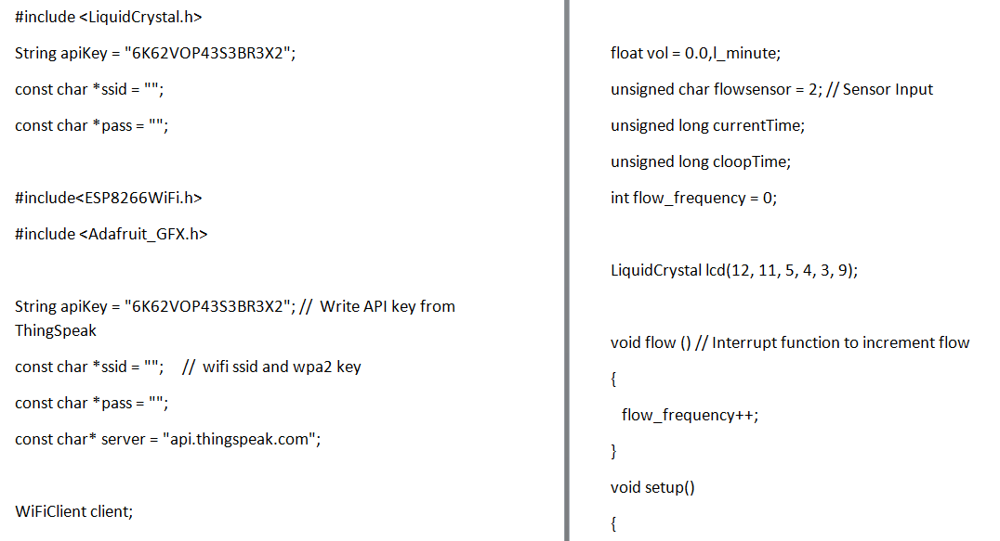 #include <LiquidCrystal.h>
String apiKey = "6K62VOP43S3BR3X2";
const char *ssid = "";
const char *pass = "";
#include<ESP8266WiFi.h>
#include <Adafruit_GFX.h>
String apiKey = "6K62VOP43S3BR3X2"; // Write API key from
ThingSpeak
const char *ssid = ""; // wifi ssid and wpa2 key
const char *pass = "";
const char* server = "api.thingspeak.com";
WiFiClient client;
float vol = 0.0,l_minute;
unsigned char flowsensor = 2; // Sensor Input
unsigned long currentTime;
unsigned long cloopTime;
int flow_frequency = 0;
LiquidCrystal lcd(12, 11, 5, 4, 3, 9);
void flow () // Interrupt function to increment flow
{
flow_frequency++;
}
void setup()
{